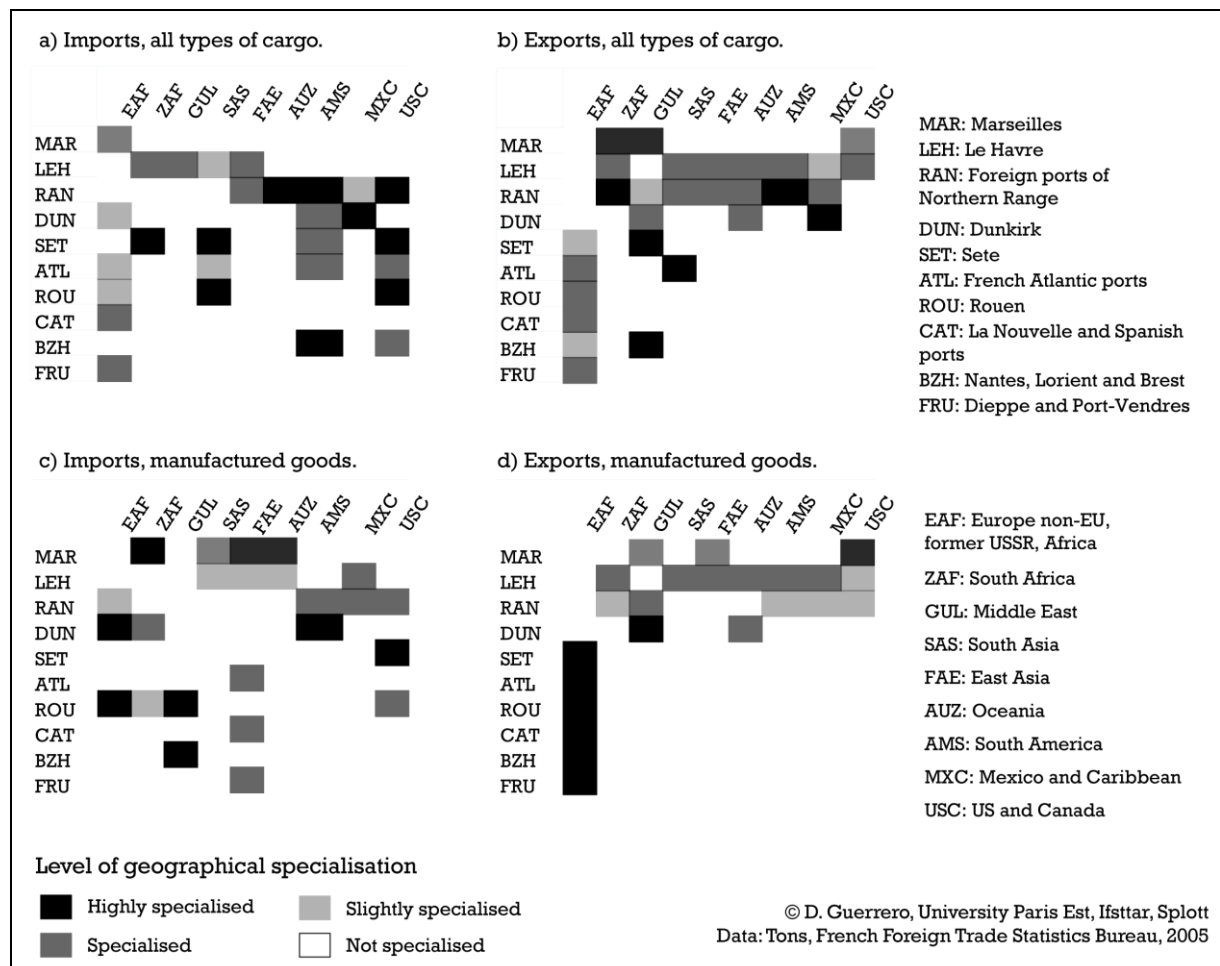 a) Imports, all types of cargo.
EAF ZAF GUL SAS FAE AUZ AMS MXC USC
MAR
LEH
RAN
DUN
SET
ATL
ROU
CAT
BZH
FRU
b) Exports, all types of cargo.
EAF ZAF GUL SAS FAE AUZ AMS MXC USC
MAR
LEH
RAN
DUN
SET
ATL
ROU
CAT
BZH
FRU
MAR: Marseilles
LEH: Le Havre
RAN: Foreign ports of
Northern Range
DUN: Dunkirk
SET: Sete
ATL: French Atlantic ports
ROU: Rouen
CAT: La Nouvelle and Spanish
ports
BZH: Nantes, Lorient and Brest
FRU: Dieppe and Port-Vendres
c) Imports, manufactured goods.
EAF ZAF GUL SAS FAE AUZ AMS MXC USC
MAR
LEH
RAN
DUN
SET
ATL
ROU
CAT
BZH
FRU
d) Exports, manufactured goods.
EAF ZAF GUL SAS FAE AUZ AMS MXC USC
MAR
LEH
RAN
DUN
SET
ATL
ROU
CAT
BZH
FRU
EAF: Europe non-EU,
former USSR, Africa
ZAF: South Africa
GUL: Middle East
SAS: South Asia
FAE: East Asia
AUZ: Oceania
AMS: South America
MXC: Mexico and Caribbean
USC: US and Canada
Level of geographical specialisation
Highly specialised
Slightly specialised
Specialised
Not specialised
© D. Guerrero, University Paris Est, Ifsttar, Splott
Data: Tons, French Foreign Trade Statistics Bureau, 2005